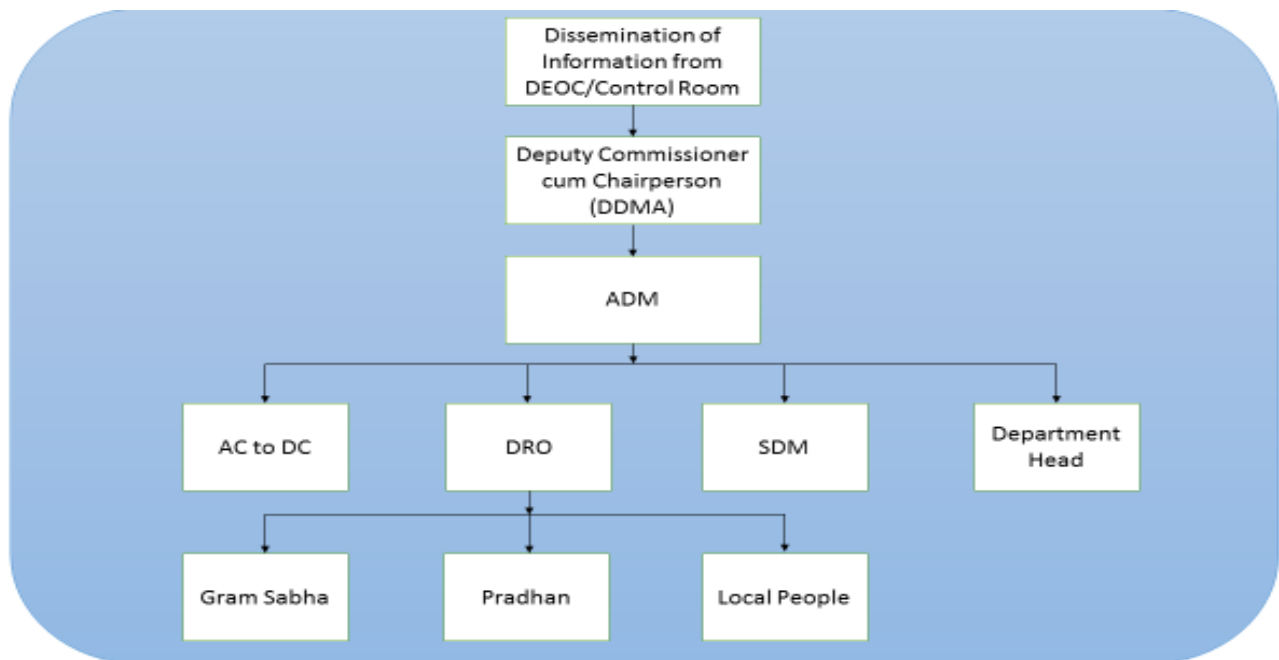 Dissemination of
Information from
DEOC/Control Room
Deputy Commissioner
cum Chairperson
(DDMA)
ADM
AC to DC
DRO
SDM
Department
Head
Gram Sabha
Pradhan
Local People